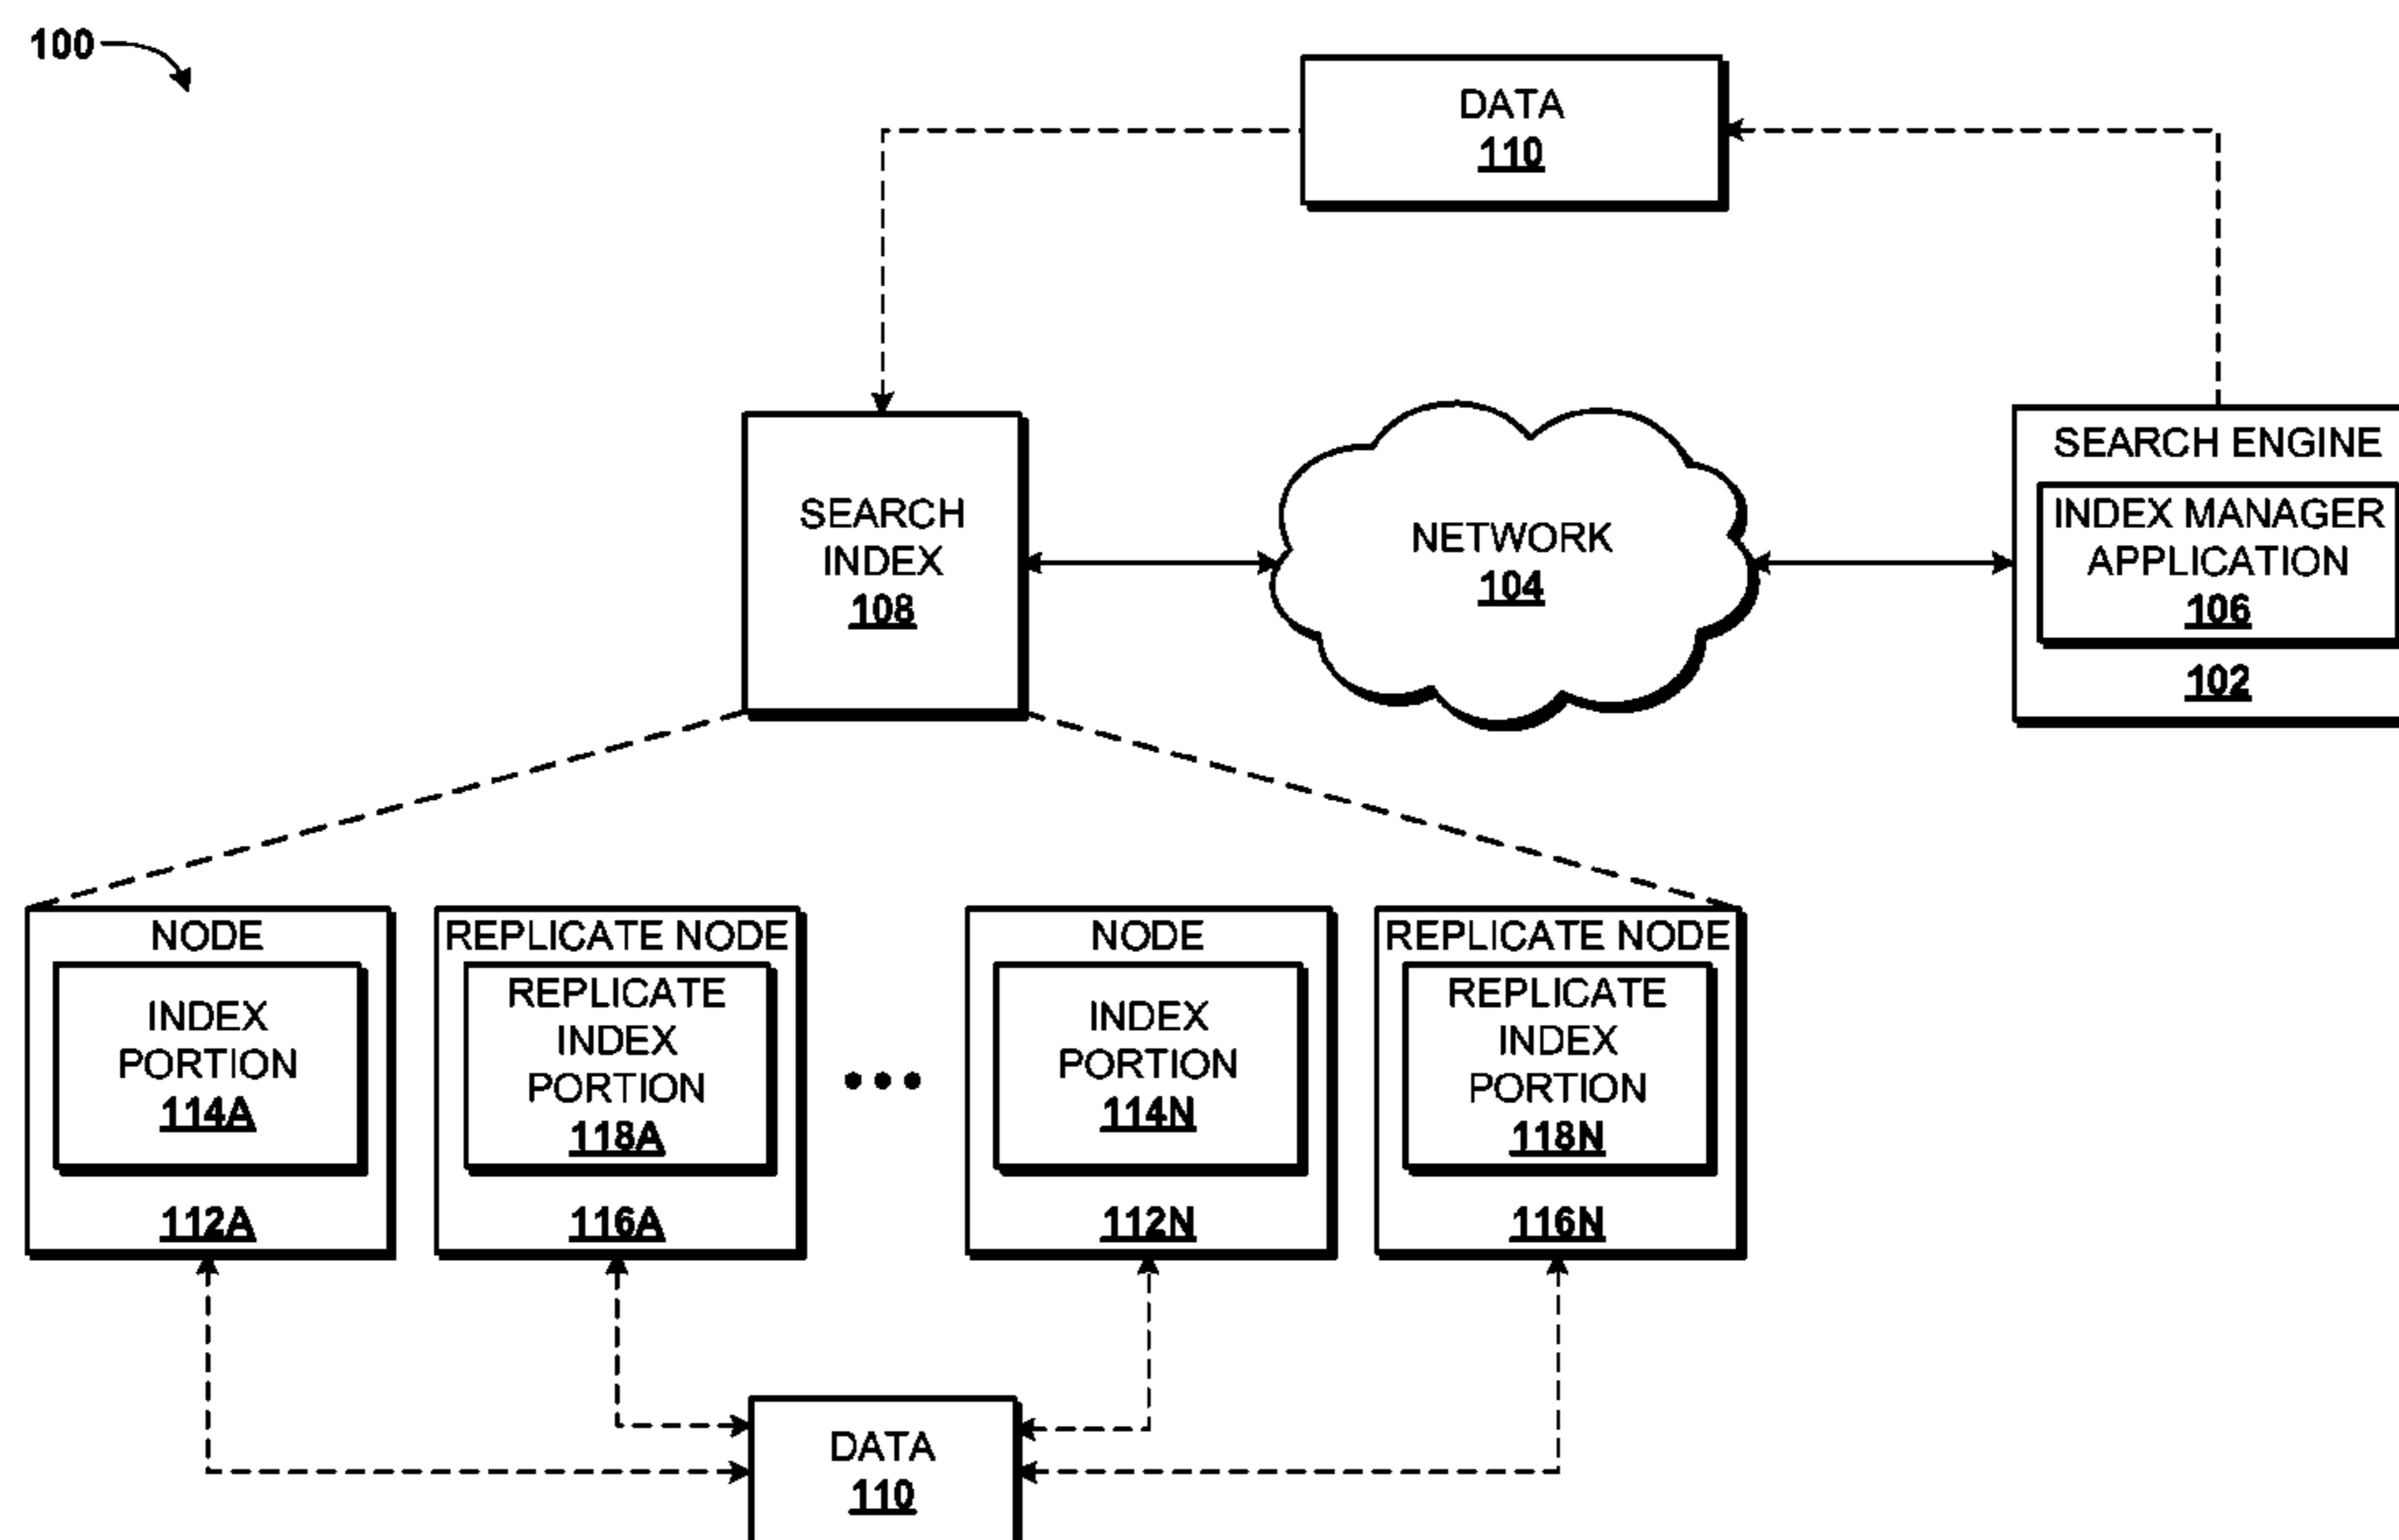 100
DATA
110
SEARCH
INDEX
108
NETWORK
104
SEARCH ENGINE
INDEX MANAGER
APPLICATION
106
102
NODE
INDEX
PORTION
114A
112A
REPLICATE NODE
REPLICATE
INDEX
PORTION
118A
116A
NODE
INDEX
PORTION
114N
112N
REPLICATE NODE
REPLICATE
INDEX
PORTION
118N
116N
DATA
110